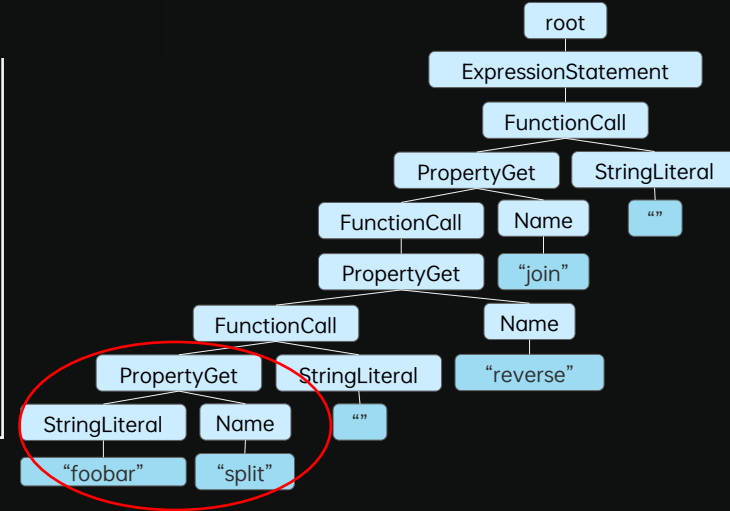 root
ExpressionStatement
FunctionCall
PropertyGet StringLiteral
FunctionCall Name “”
PropertyGet “join”
FunctionCall Name
PropertyGet StringLiteral “reverse”
StringLiteral Name “”
“foobar” “split”